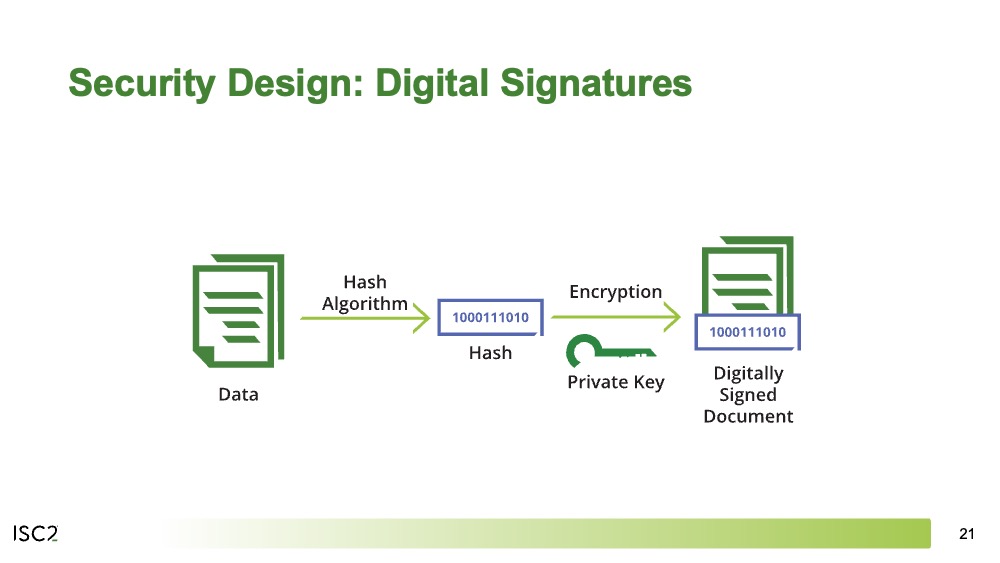 Security Design: Digital Signatures
Hash
Algorithm
Encryption
1000111010
1000111010
Hash
Private Key
Data
Digitally
Signed
Document
ISC2
21